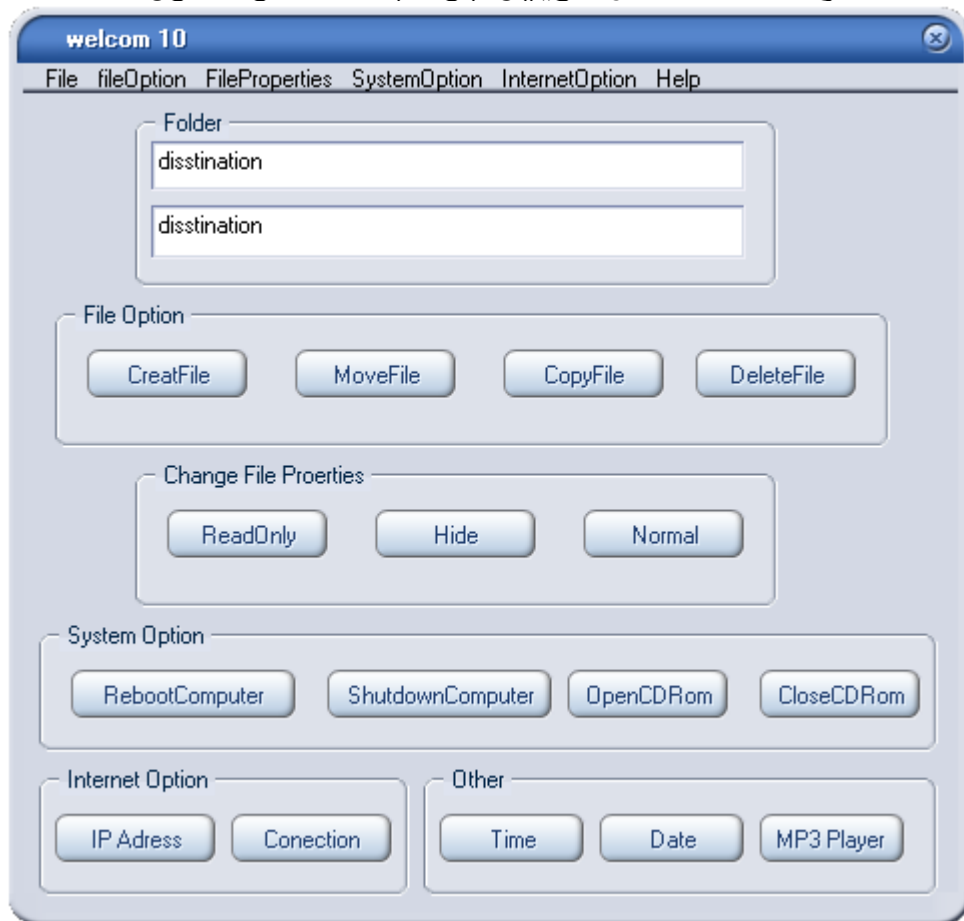 welcom 10
File fileOption FileProperties SystemOption InternetOption Help
Folder
disstination
disstination
File Option
CreatFile MoveFile CopyFile DeleteFile
Change File Proerties
ReadOnly Hide Normal
System Option
RebootComputer ShutdownComputer OpenCDRom CloseCDRom
Internet Option Other
IP Adress Conection Time Date MP3 Player